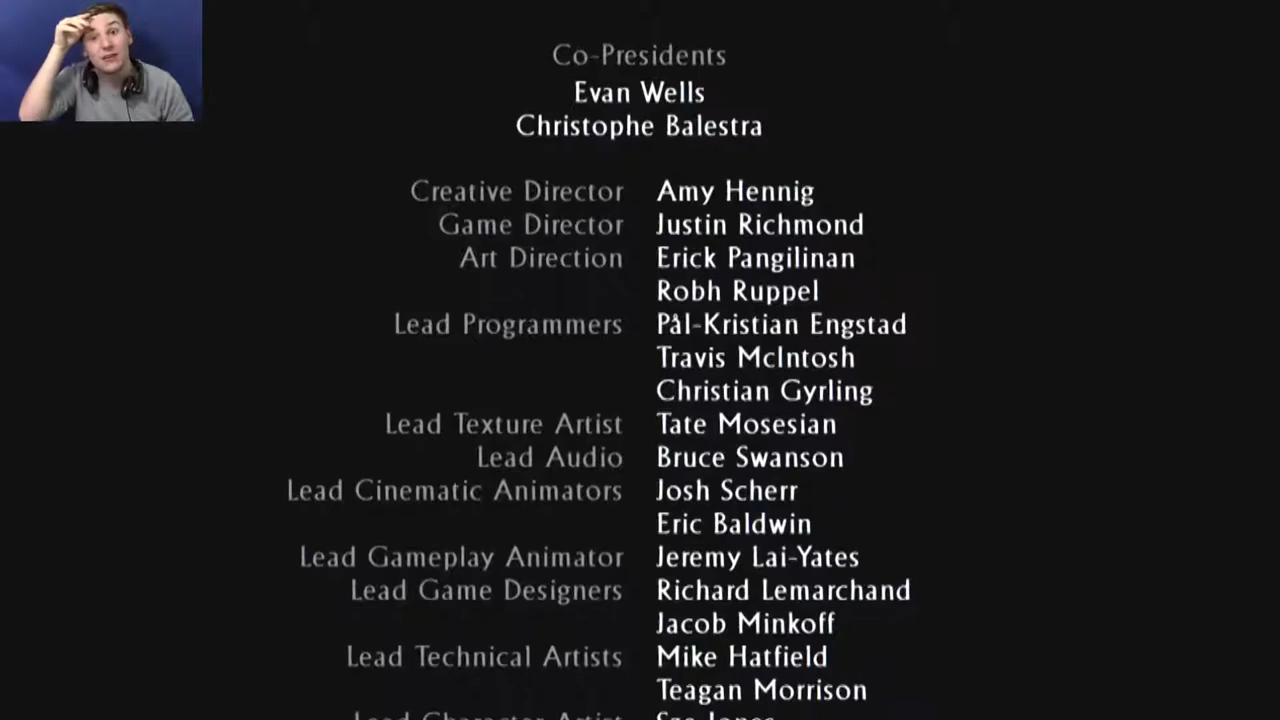 Co-Presidents
Evan Wells
Christophe Balestra
Creative Director Amy Hennig
Game Director Justin Richmond
Art Direction Erick Pangilinan
Robh Ruppel
Lead Programmers Pål-Kristian Engstad
Travis McIntosh
Christian Gyrling
Lead Texture Artist Tate Mosesian
Lead Audio Bruce Swanson
Lead Cinematic Animators Josh Scherr
Eric Baldwin
Lead Gameplay Animator Jeremy Lai-Yates
Lead Game Designers Richard Lemarchand
Jacob Minkoff
Lead Technical Artists Mike Hatfield
Teagan Morrison
Lead Character Artist